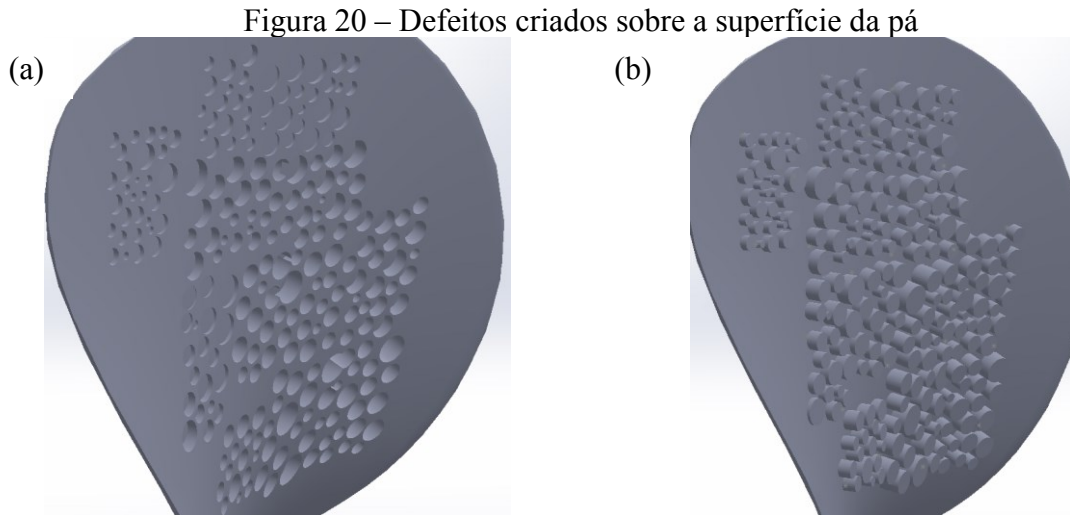 Figura 20 – Defeitos criados sobre a superfície da pá
(a)
(b)